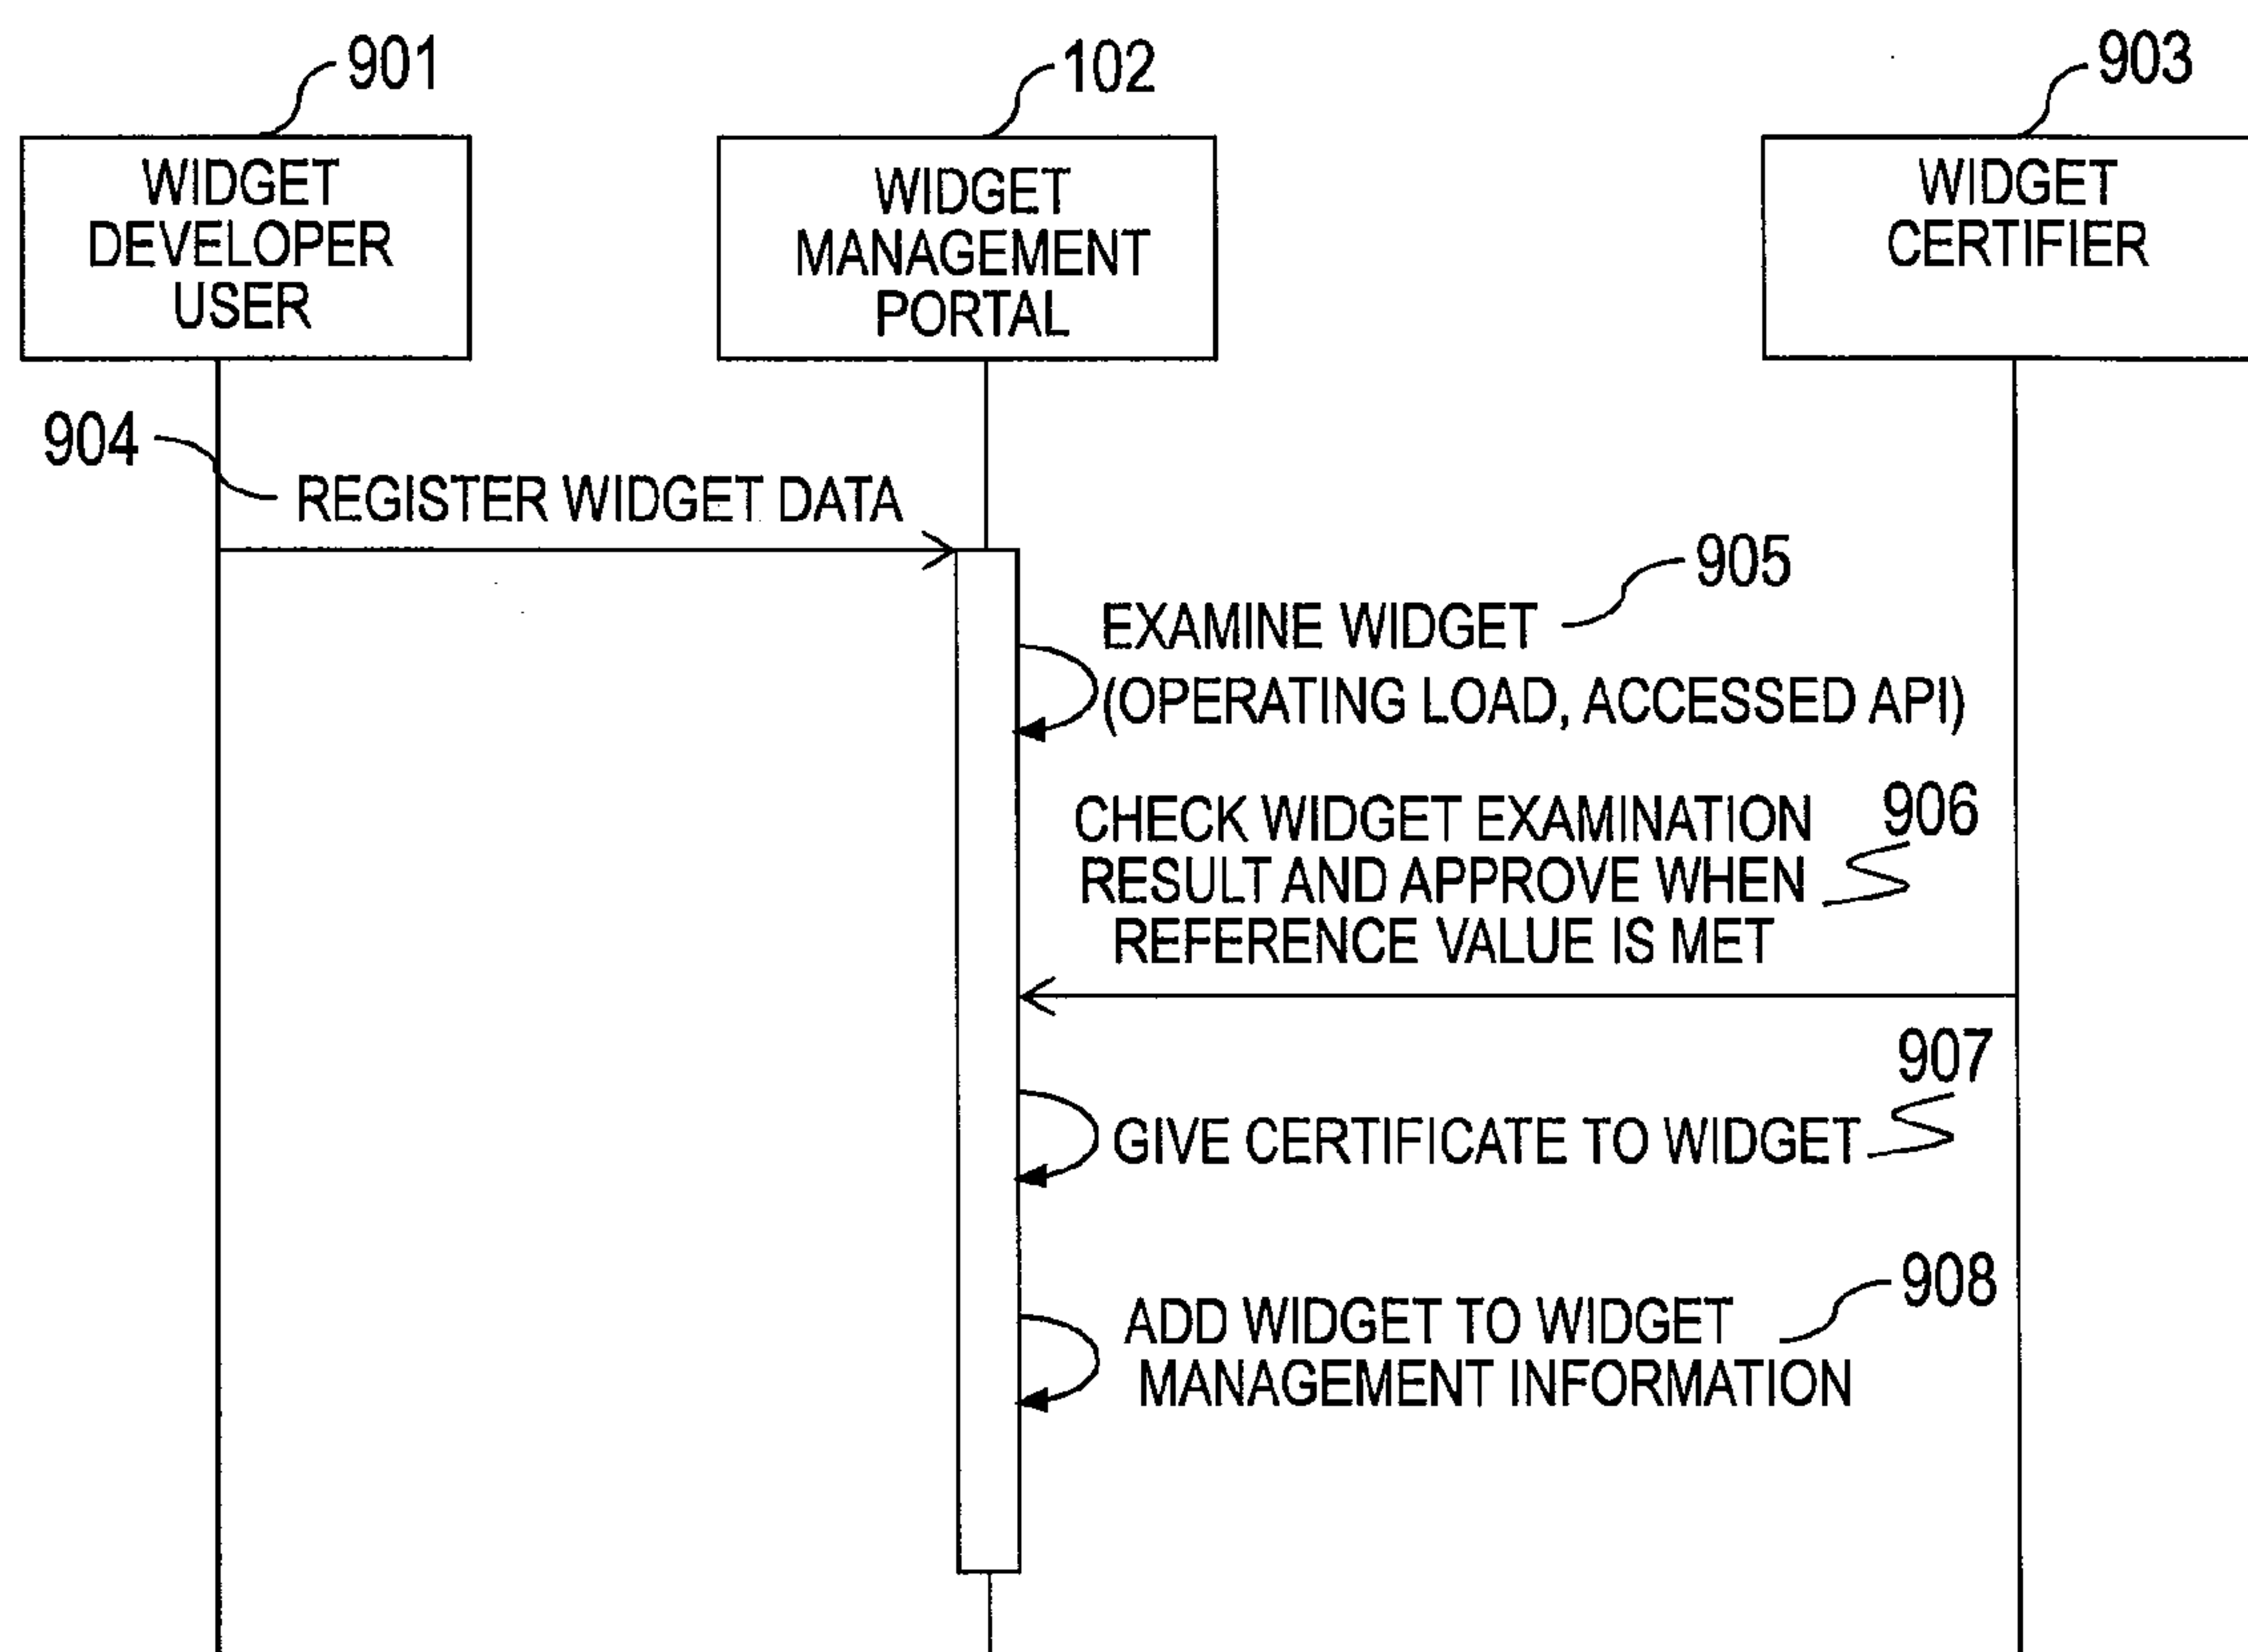 901
102
903
WIDGET
DEVELOPER
USER
WIDGET
MANAGEMENT
PORTAL
WIDGET
CERTIFIER
904
REGISTER WIDGET DATA
905
EXAMINE WIDGET
(OPERATING LOAD, ACCESSED API)
906
CHECK WIDGET EXAMINATION
RESULT AND APPROVE WHEN
REFERENCE VALUE IS MET
907
GIVE CERTIFICATE TO WIDGET
908
ADD WIDGET TO WIDGET
MANAGEMENT INFORMATION